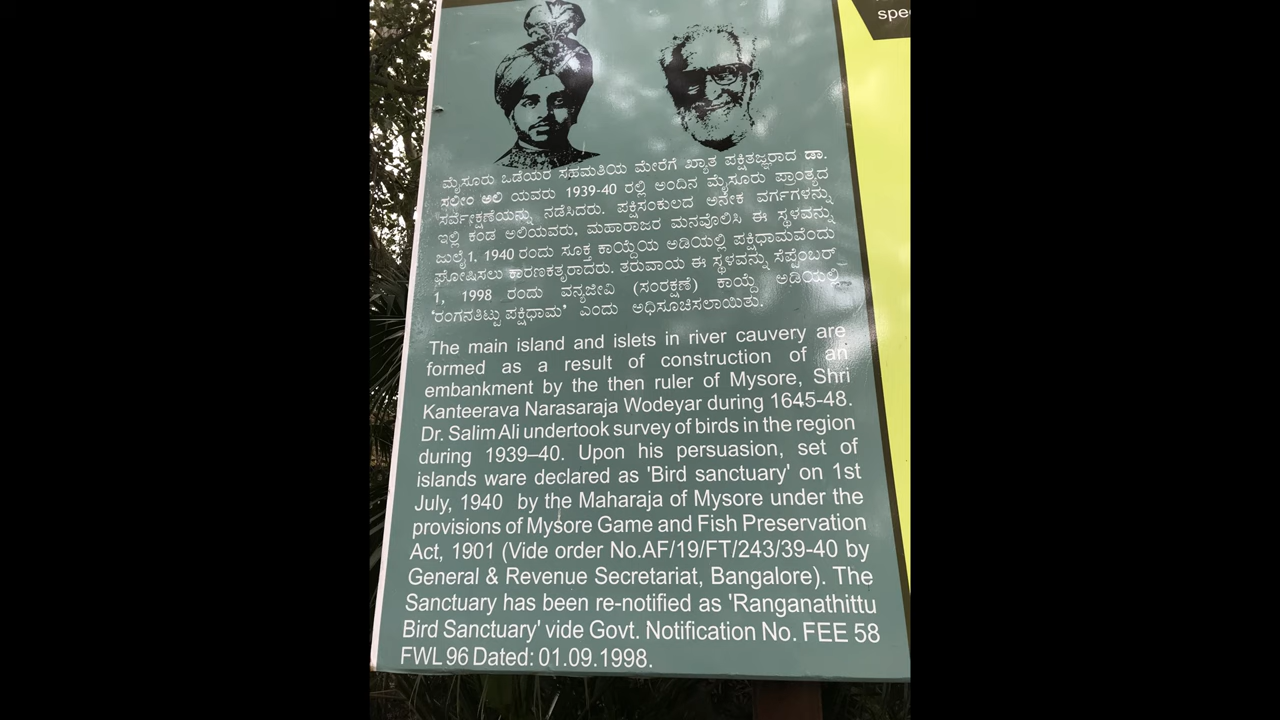 spe
ಮೈಸೂರು ಒಡೆಯರ ಸಹಮತಿಯ ಮೇರೆಗೆ ಖ್ಯಾತ ಪಕ್ಷಿತಜ್ಞರಾದ ಡಾ.
ಸಲೀಂ ಅಲಿ ಯವರು 1939-40 ರಲ್ಲಿ ಅಂದಿನ ಮೈಸೂರು ಪ್ರಾಂತ್ಯದ
ಸರ್ವೇಕ್ಷಣೆಯನ್ನು ನಡೆಸಿದರು. ಪಕ್ಷಿಸಂಕುಲದ ಅನೇಕ ವರ್ಗಗಳನ್ನು
ಇಲ್ಲಿ ಕಂಡ ಅಲಿಯವರು, ಮಹಾರಾಜರ ಮನವೊಲಿಸಿ ಈ ಸ್ಥಳವನ್ನು
ಜುಲೈ 1, 1940 ರಂದು ಸೂಕ್ತ ಕಾಯ್ದೆಯ ಅಡಿಯಲ್ಲಿ ಪಕ್ಷಿಧಾಮವೆಂದು
ಘೋಷಿಸಲು ಕಾರಣಕರ್ತೃರಾದರು. ತರುವಾಯ ಈ ಸ್ಥಳವನ್ನು ಸೆಪ್ಟೆಂಬರ್
1, 1998 ರಂದು ವನ್ಯಜೀವಿ (ಸಂರಕ್ಷಣೆ) ಕಾಯ್ದೆ ಅಡಿಯಲ್ಲಿ
'ರಂಗನತಿಟ್ಟು ಪಕ್ಷಿಧಾಮ' ಎಂದು ಅಧಿಸೂಚಿಸಲಾಯಿತು.
The main island and islets in river cauvery are
formed as a result of construction of an
embankment by the then ruler of Mysore, Shri
Kanteerava Narasaraja Wodeyar during 1645-48.
Dr. Salim Ali undertook survey of birds in the region
during 1939–40. Upon his persuasion, set of
islands ware declared as 'Bird sanctuary' on 1st
July, 1940 by the Maharaja of Mysore under the
provisions of Mysore Game and Fish Preservation
Act, 1901 (Vide order No.AF/19/FT/243/39-40 by
General & Revenue Secretariat, Bangalore). The
Sanctuary has been re-notified as 'Ranganathittu
Bird Sanctuary' vide Govt. Notification No. FEE 58
FWL 96 Dated: 01.09.1998.